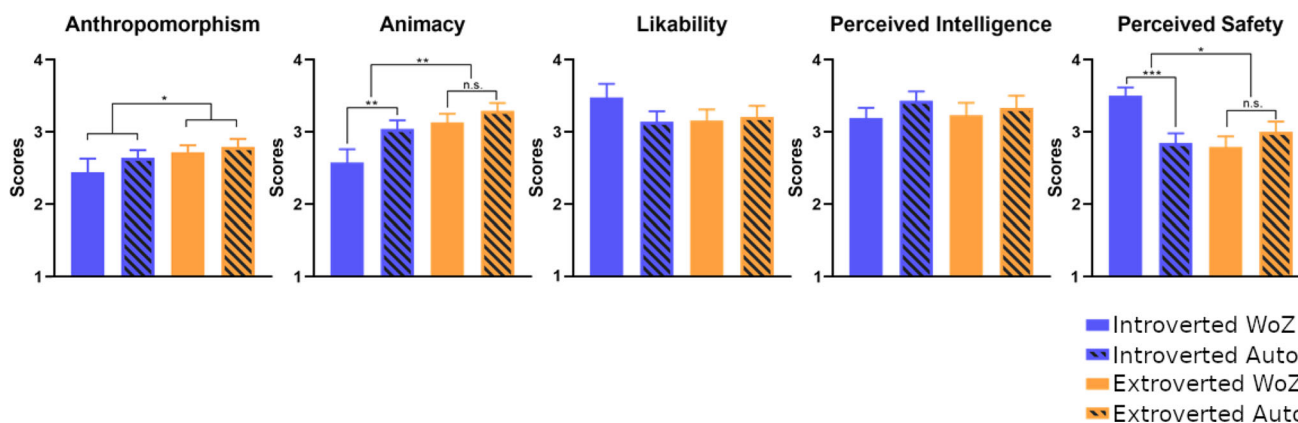 Anthropomorphism
Scores
4
3
2
1
*
Animacy
Scores
4
3
2
1
**
**
n.s.
Likability
Scores
4
3
2
1
Perceived Intelligence
Scores
4
3
2
1
Perceived Safety
Scores
4
3
2
1
*
***
n.s.
Introverted WoZ
Introverted Auto
Extroverted WoZ
Extroverted Auto